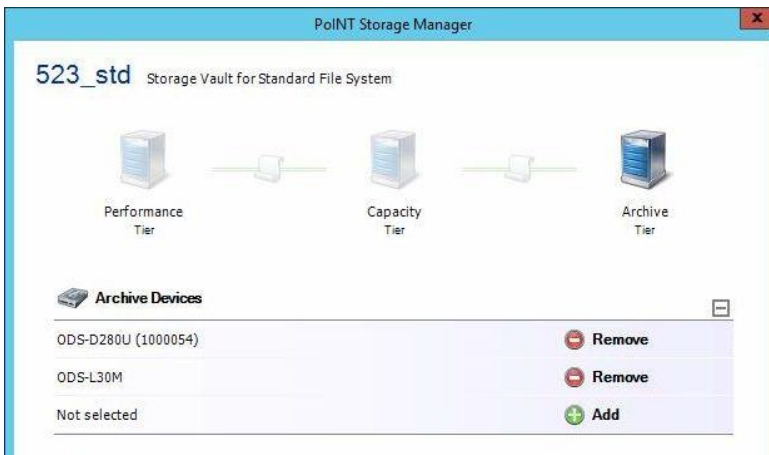 PoINT Storage Manager
x
523_std Storage Vault for Standard File System
Performance Capacity Archive
Tier Tier Tier
Archive Devices
ODS-D280U (1000054) Remove
ODS-L30M Remove
Not selected Add